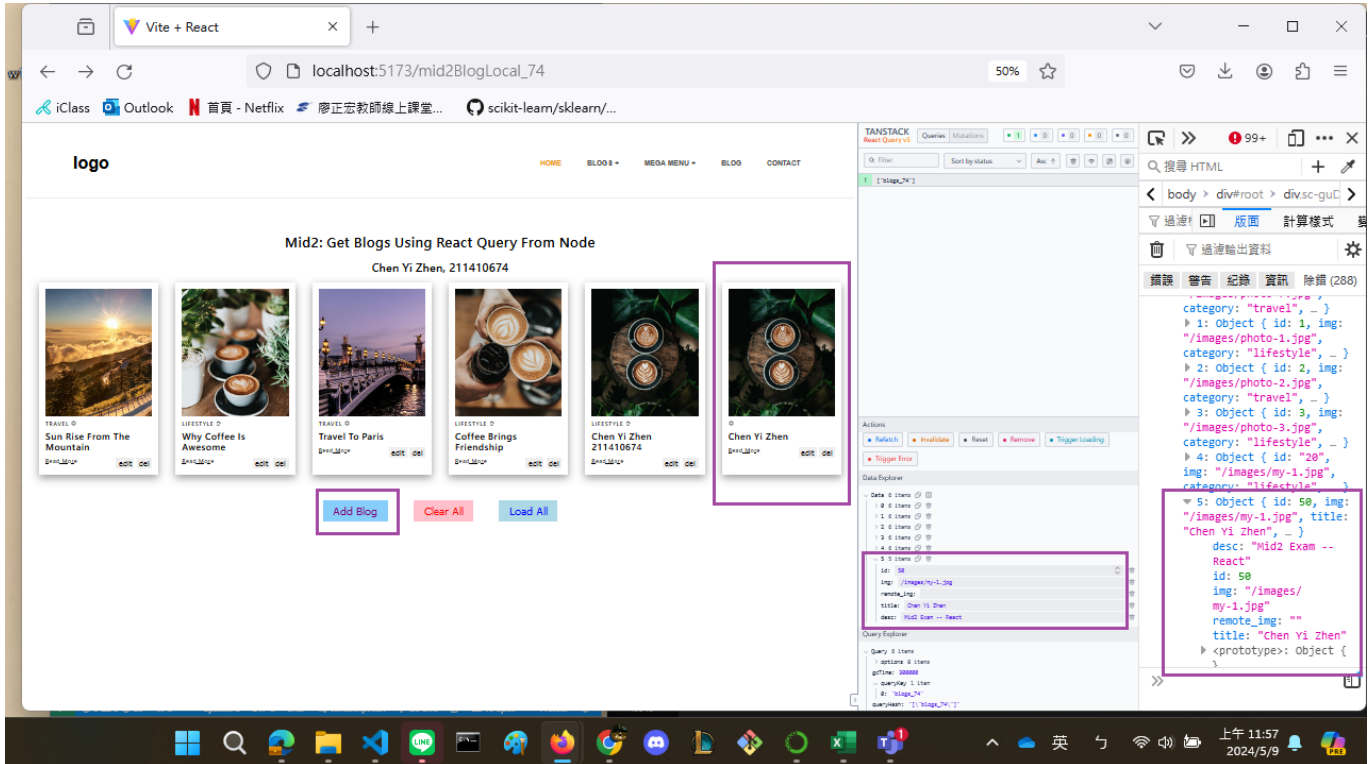 Vite + React
localhost:5173/mid2BlogLocal_74
50%
iClass
Outlook
首頁 - Netflix
廖正宏教師線上課堂...
scikit-learn/sklearn/...
logo
HOME
BLOGS +
MEGA MENU +
BLOG
CONTACT
Mid2: Get Blogs Using React Query From Node
Chen Yi Zhen, 211410674
TRAVEL
Sun Rise From The
Mountain
Read More
edit del
LIFESTYLE
Why Coffee Is
Awesome
Read More
edit del
TRAVEL
Travel To Paris
Read More
edit del
LIFESTYLE
Coffee Brings
Friendship
Read More
edit del
LIFESTYLE
Chen Yi Zhen
211410674
Read More
edit del
Chen Yi Zhen
Read More
edit del
Add Blog
Clear All
Load All
TANSTACK
React Query v5
Queries Mutations
1 0 0 0 0
Filter
Sort by status
Asc ↑
1 ["blogs_74"]
Actions
Refetch
Invalidate
Reset
Remove
Trigger Loading
Trigger Error
Data Explorer
Data 6 items
0 6 items
1 6 items
2 6 items
3 6 items
4 6 items
5 5 items
id: 50
img: /images/my-1.jpg
remote_img:
title: Chen Yi Zhen
desc: Mid2 Exam -- React
Query Explorer
Query 6 items
options 8 items
gcTime: 300000
queryKey 1 item
0: "blogs_74"
queryHash: "[\"blogs_74\"]"
99+
搜尋 HTML
body > div#root > div.sc-guD
版面
計算樣式
過濾輸出資料
錯誤 警告 紀錄 資訊 除錯 (288)
category: "travel", … }
1: Object { id: 1, img:
"/images/photo-1.jpg",
category: "lifestyle", … }
2: Object { id: 2, img:
"/images/photo-2.jpg",
category: "travel", … }
3: Object { id: 3, img:
"/images/photo-3.jpg",
category: "lifestyle", … }
4: Object { id: "20",
img: "/images/my-1.jpg",
category: "lifestyle", … }
5: Object { id: 50, img:
"/images/my-1.jpg", title:
"Chen Yi Zhen", … }
desc: "Mid2 Exam --
React"
id: 50
img: "/images/
my-1.jpg"
remote_img: ""
title: "Chen Yi Zhen"
<prototype>: Object {
}
LINE
英
ㄅ
上午 11:57
2024/5/9
PRE